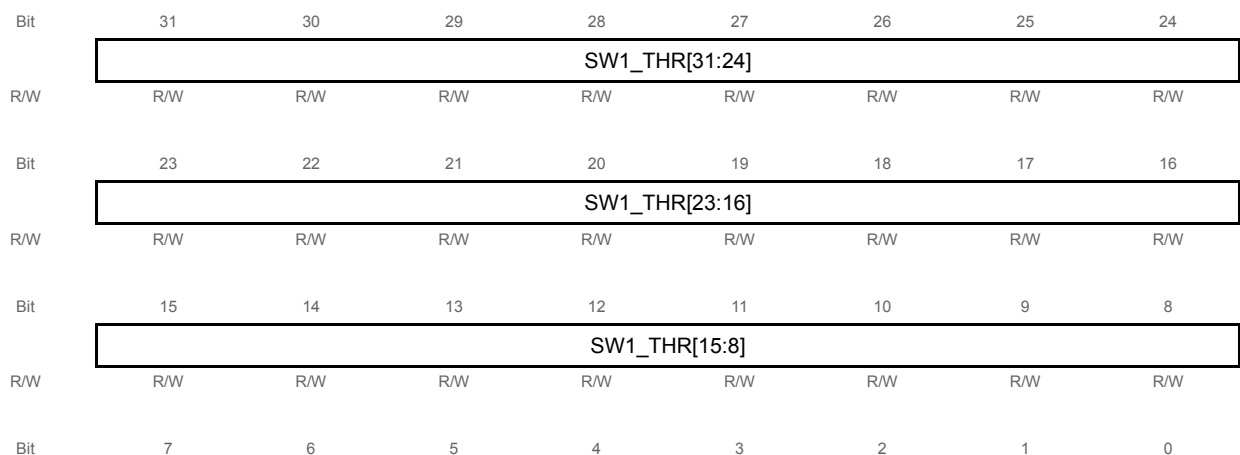 Bit 31 30 29 28 27 26 25 24
SW1_THR[31:24]
R/W R/W R/W R/W R/W R/W R/W R/W R/W
Bit 23 22 21 20 19 18 17 16
SW1_THR[23:16]
R/W R/W R/W R/W R/W R/W R/W R/W R/W
Bit 15 14 13 12 11 10 9 8
SW1_THR[15:8]
R/W R/W R/W R/W R/W R/W R/W R/W R/W
Bit 7 6 5 4 3 2 1 0